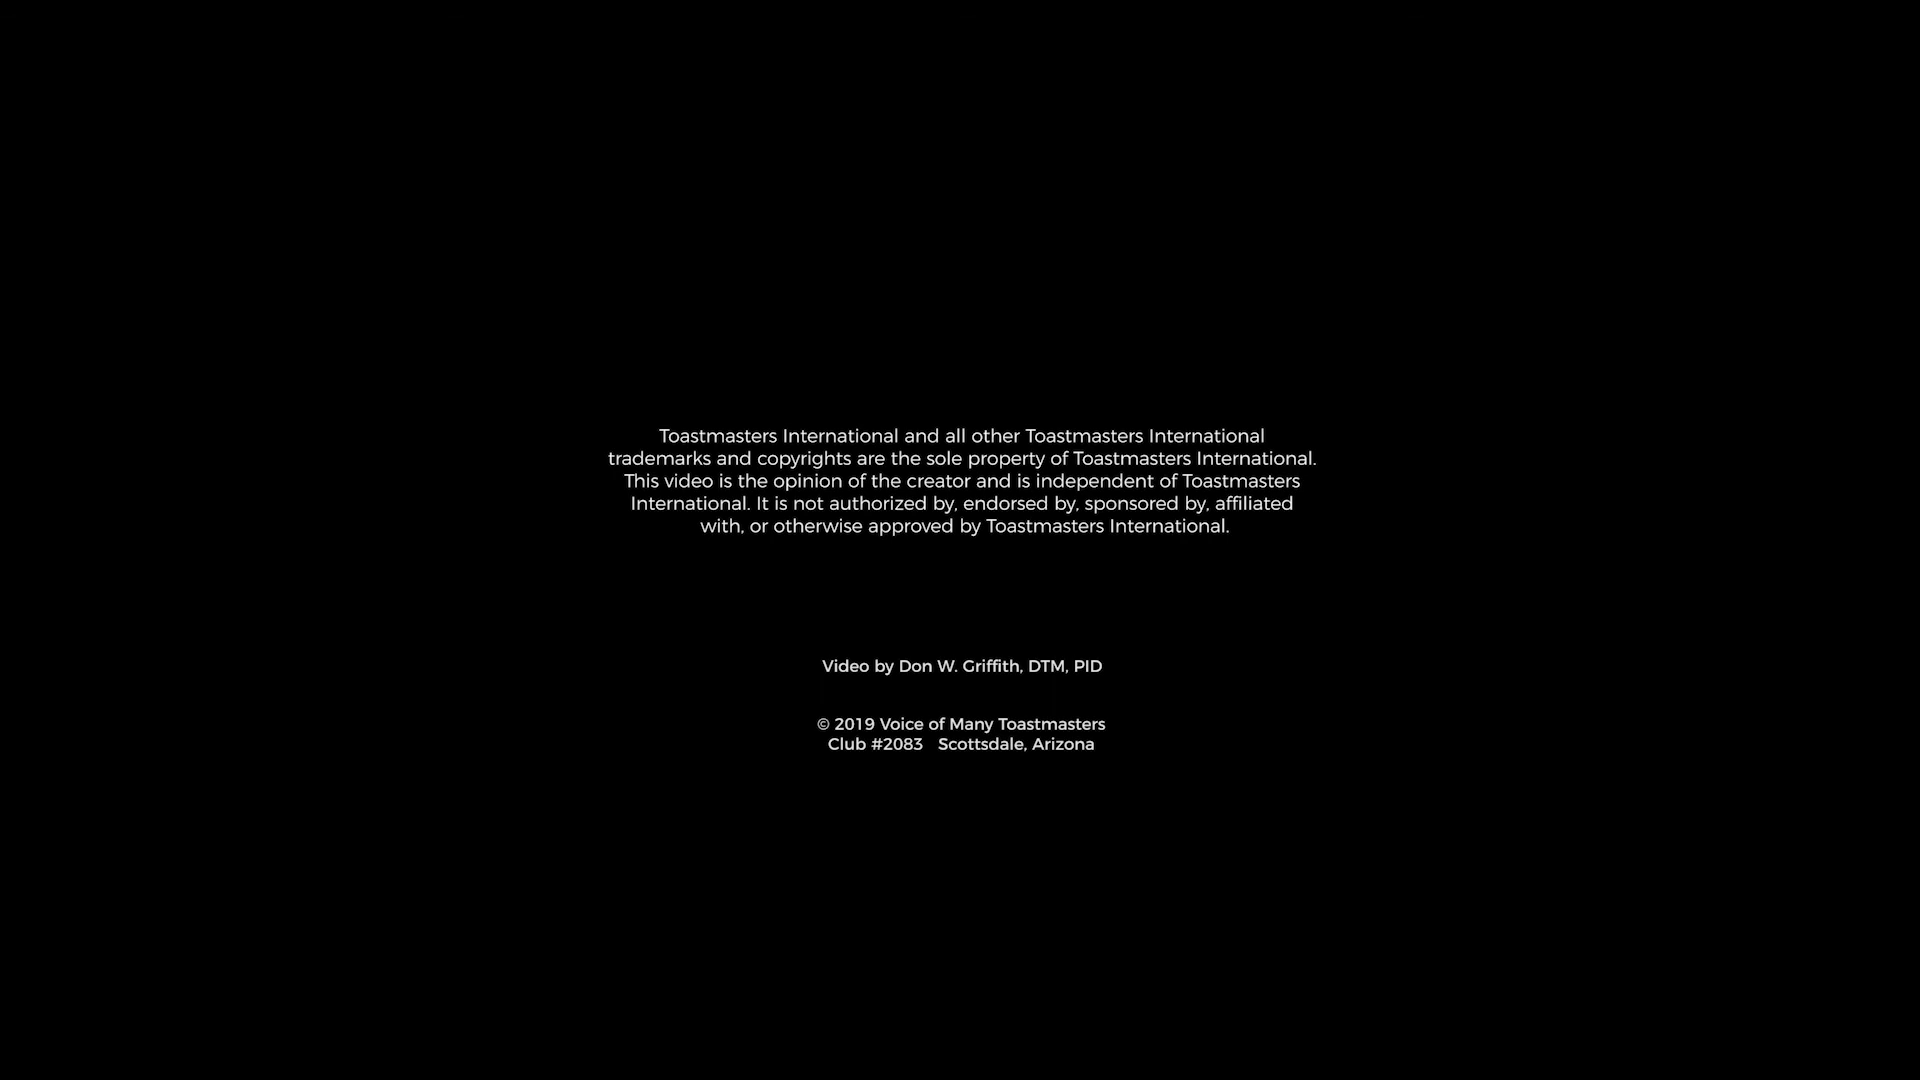 Toastmasters International and all other Toastmasters International
trademarks and copyrights are the sole property of Toastmasters International.
This video is the opinion of the creator and is independent of Toastmasters
International. It is not authorized by, endorsed by, sponsored by, affiliated
with, or otherwise approved by Toastmasters International.
Video by Don W. Griffith, DTM, PID
© 2019 Voice of Many Toastmasters
Club #2083 Scottsdale, Arizona